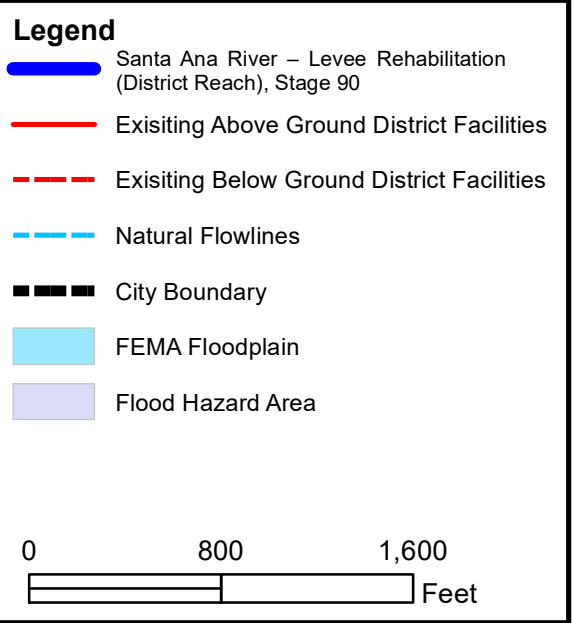 Legend
Santa Ana River – Levee Rehabilitation
(District Reach), Stage 90
Exisiting Above Ground District Facilities
Exisiting Below Ground District Facilities
Natural Flowlines
City Boundary
FEMA Floodplain
Flood Hazard Area
0 800 1,600
Feet